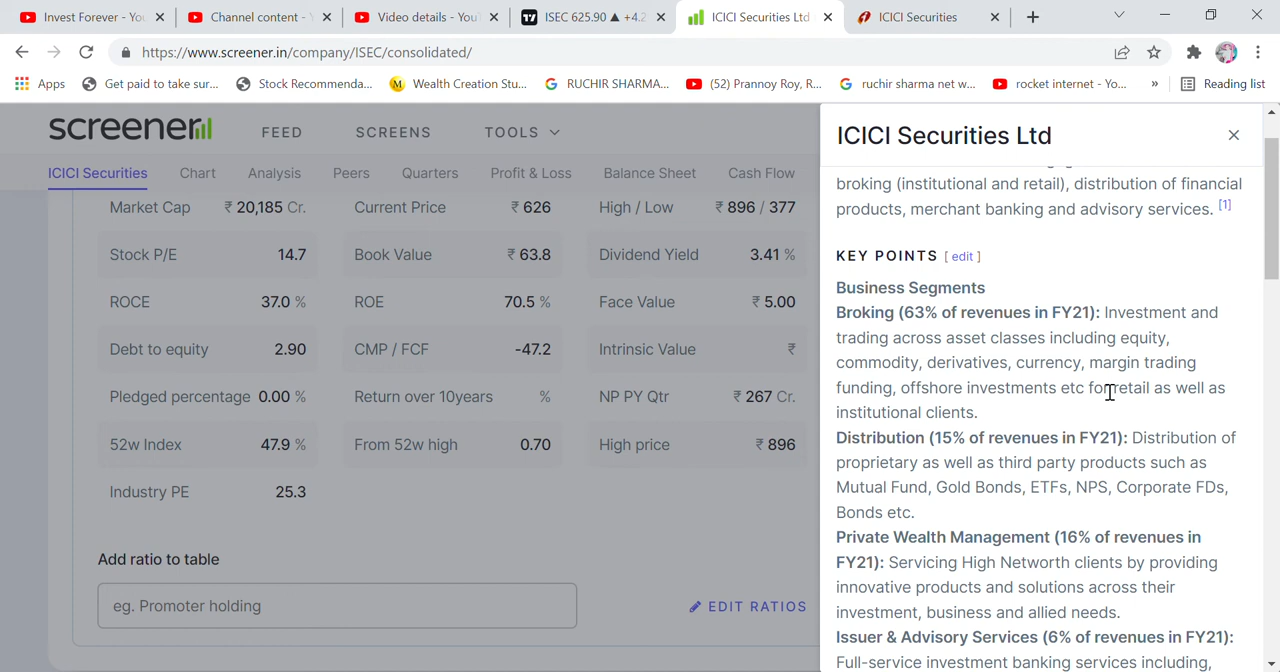 Invest Forever - You
Channel content -
Video details - YouT
ISEC 625.90 ▲ +4.2
ICICI Securities Ltd
ICICI Securities
https://www.screener.in/company/ISEC/consolidated/
Apps
Get paid to take sur...
Stock Recommenda...
Wealth Creation Stu...
RUCHIR SHARMA...
(52) Prannoy Roy, R...
ruchir sharma net w...
rocket internet - Yo...
»
Reading list
screener
FEED
SCREENS
TOOLS
ICICI Securities
Chart
Analysis
Peers
Quarters
Profit & Loss
Balance Sheet
Cash Flow
Market Cap ₹ 20,185 Cr.
Current Price ₹ 626
High / Low ₹ 896 / 377
Stock P/E 14.7
Book Value ₹ 63.8
Dividend Yield 3.41 %
ROCE 37.0 %
ROE 70.5 %
Face Value ₹ 5.00
Debt to equity 2.90
CMP / FCF -47.2
Intrinsic Value ₹
Pledged percentage 0.00 %
Return over 10years %
NP PY Qtr ₹ 267 Cr.
52w Index 47.9 %
From 52w high 0.70
High price ₹ 896
Industry PE 25.3
Add ratio to table
eg. Promoter holding
EDIT RATIOS
ICICI Securities Ltd
broking (institutional and retail), distribution of financial
products, merchant banking and advisory services. [1]
KEY POINTS [ edit ]
Business Segments
Broking (63% of revenues in FY21): Investment and
trading across asset classes including equity,
commodity, derivatives, currency, margin trading
funding, offshore investments etc for retail as well as
institutional clients.
Distribution (15% of revenues in FY21): Distribution of
proprietary as well as third party products such as
Mutual Fund, Gold Bonds, ETFs, NPS, Corporate FDs,
Bonds etc.
Private Wealth Management (16% of revenues in
FY21): Servicing High Networth clients by providing
innovative products and solutions across their
investment, business and allied needs.
Issuer & Advisory Services (6% of revenues in FY21):
Full-service investment banking services including,